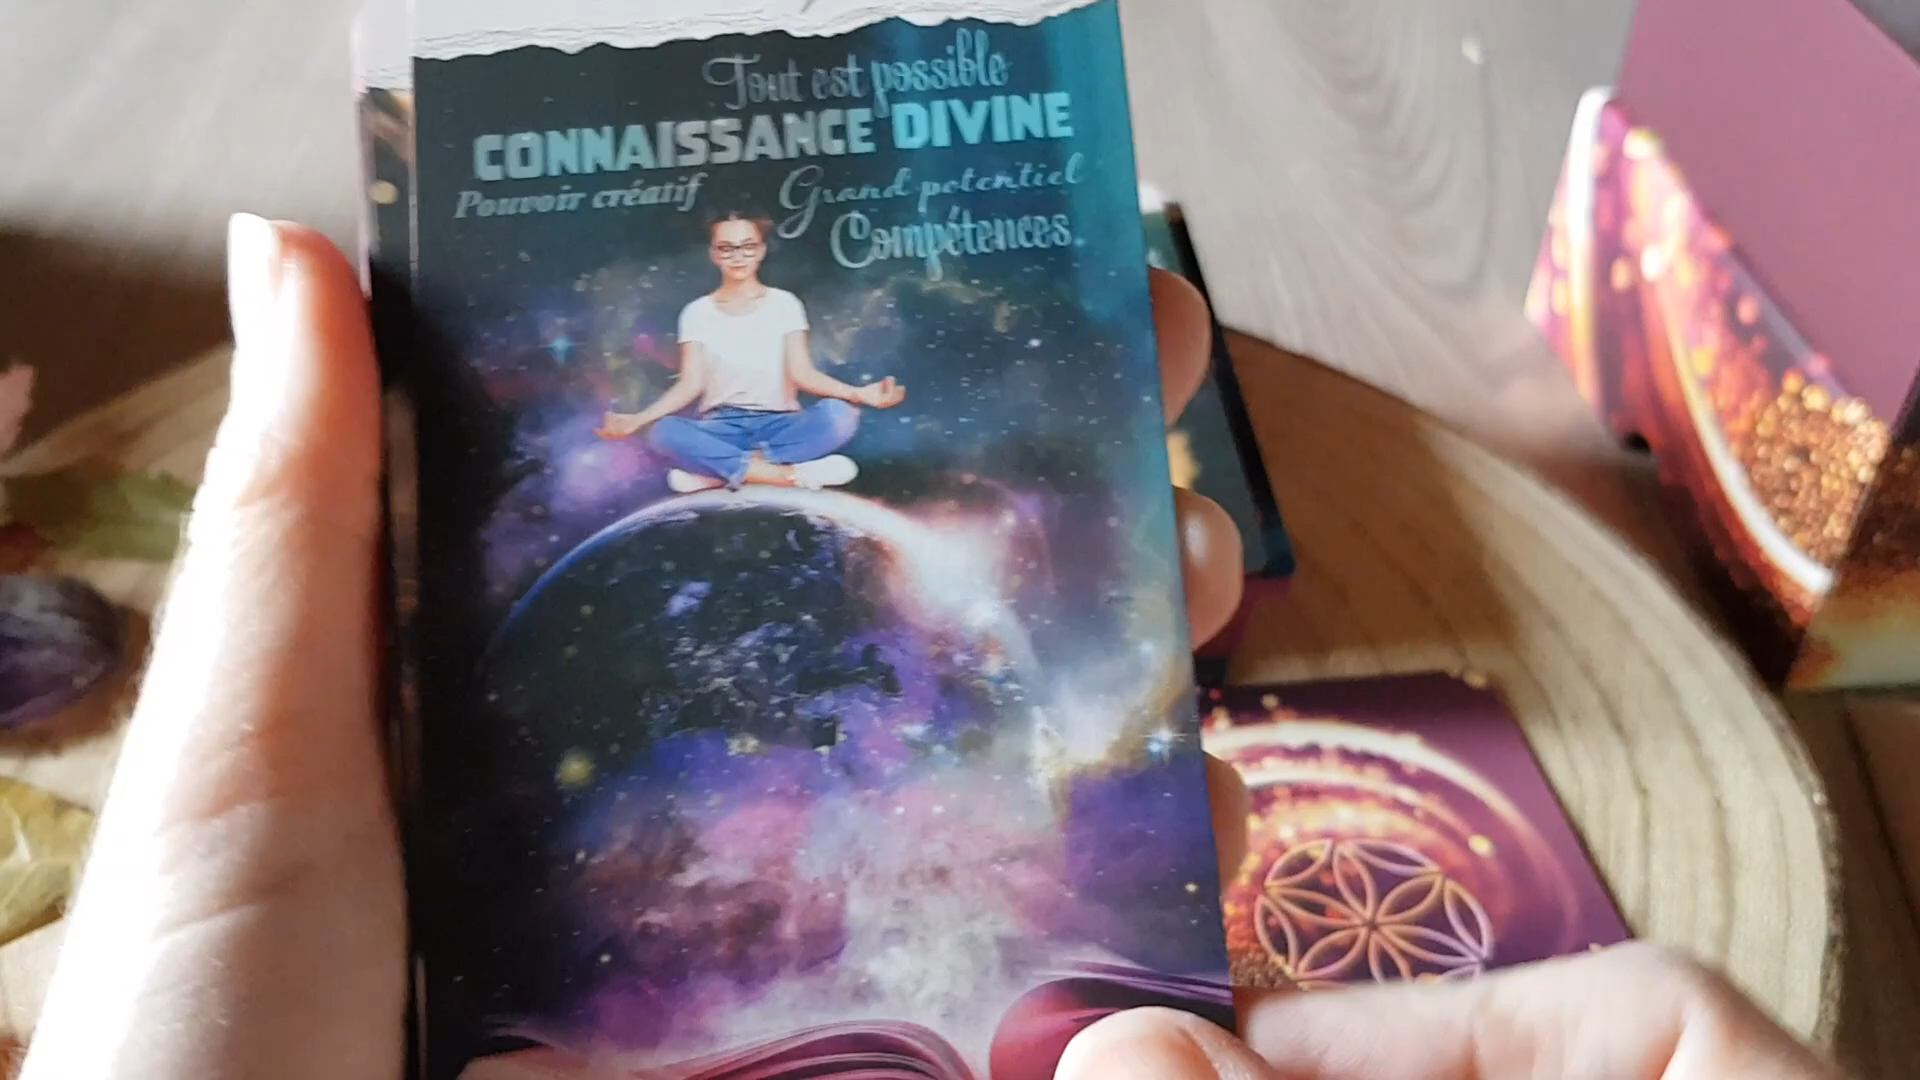 Tout est possible
CONNAISSANCE DIVINE
Pouvoir créatif Grand potentiel
Compétences.